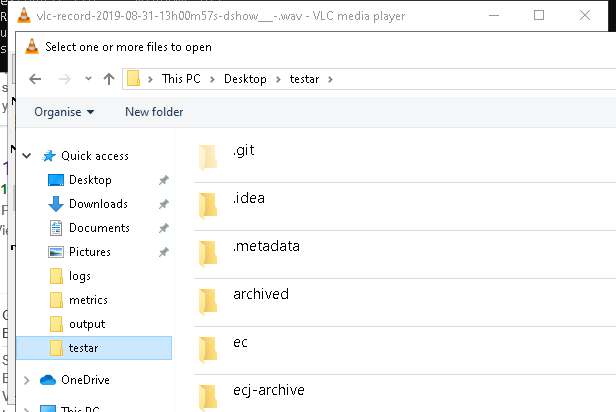 vlc-record-2019-08-31-13h00m57s-dshow___-.wav - VLC media player
Select one or more files to open
This PC > Desktop > testar >
Organise New folder
Quick access
Desktop
Downloads
Documents
Pictures
logs
metrics
output
testar
OneDrive
This PC
.git
.idea
.metadata
archived
ec
ecj-archive